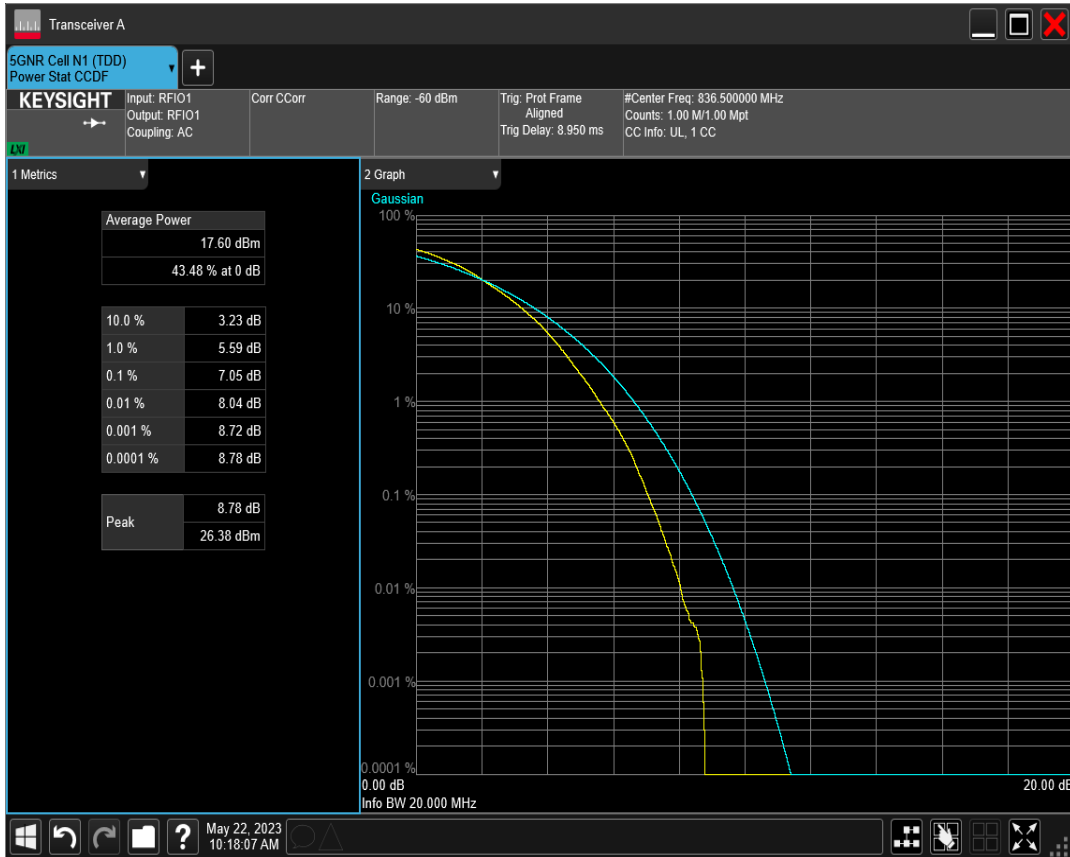 Transceiver A
5GNR Cell N1 (TDD)
Power Stat CCDF
+
KEYSIGHT
LXI
Input: RFIO1
Output: RFIO1
Coupling: AC
Corr CCorr
Range: -60 dBm
Trig: Prot Frame
Aligned
Trig Delay: 8.950 ms
#Center Freq: 836.500000 MHz
Counts: 1.00 M/1.00 Mpt
CC Info: UL, 1 CC
1 Metrics
Average Power
17.60 dBm
43.48 % at 0 dB
10.0 % 3.23 dB
1.0 % 5.59 dB
0.1 % 7.05 dB
0.01 % 8.04 dB
0.001 % 8.72 dB
0.0001 % 8.78 dB
Peak
8.78 dB
26.38 dBm
2 Graph
Gaussian
100 %
10 %
1 %
0.1 %
0.01 %
0.001 %
0.0001 %
0.00 dB
20.00 dB
Info BW 20.000 MHz
?
May 22, 2023
10:18:07 AM